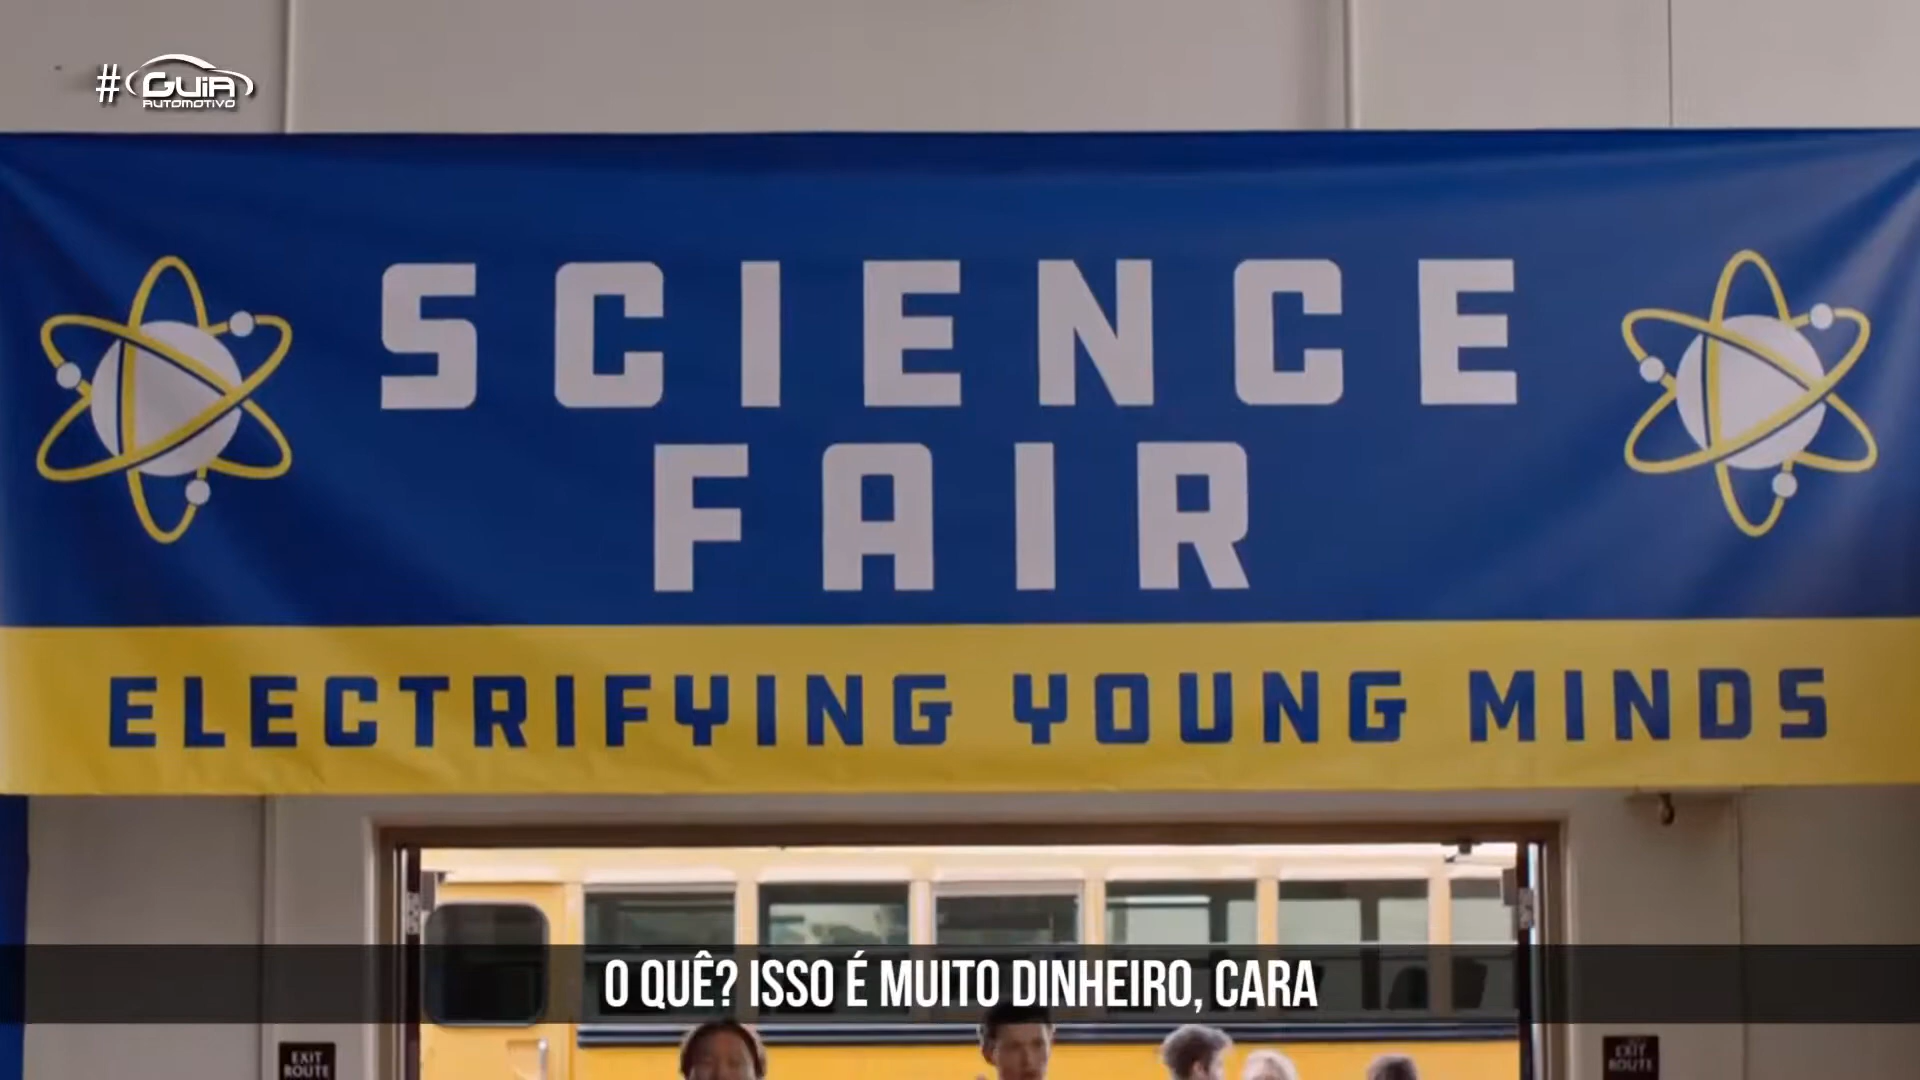 #GUIA
AUTOMOTIVO
SCIENCE
FAIR
ELECTRIFYING YOUNG MINDS
O QUÊ? ISSO É MUITO DINHEIRO, CARA
EXIT
ROUTE
EXIT
ROUTE